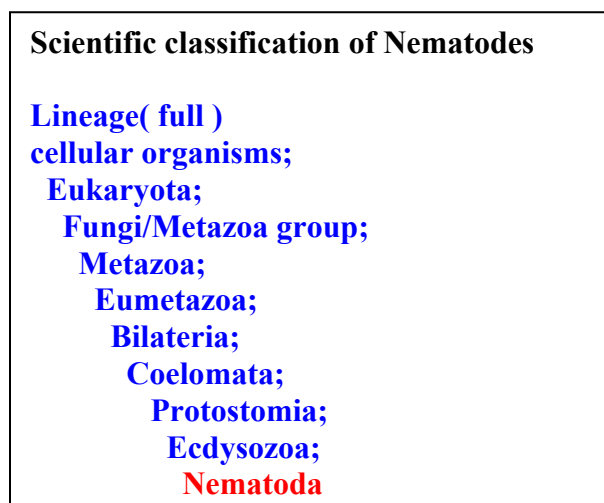 Scientific classification of Nematodes
Lineage( full )
cellular organisms;
Eukaryota;
Fungi/Metazoa group;
Metazoa;
Eumetazoa;
Bilateria;
Coelomata;
Protostomia;
Ecdysozoa;
Nematoda